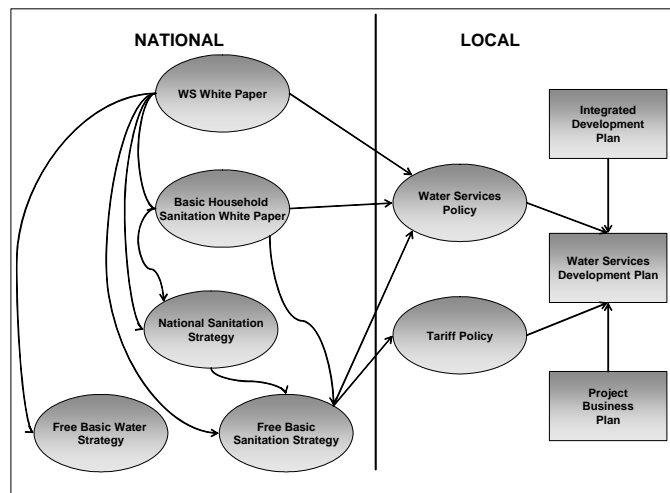 NATIONAL
LOCAL
WS White Paper
Integrated
Development
Plan
Basic Household
Sanitation White Paper
Water Services
Policy
Water Services
Development Plan
National Sanitation
Strategy
Tariff Policy
Free Basic Water
Strategy
Free Basic
Sanitation Strategy
Project
Business
Plan